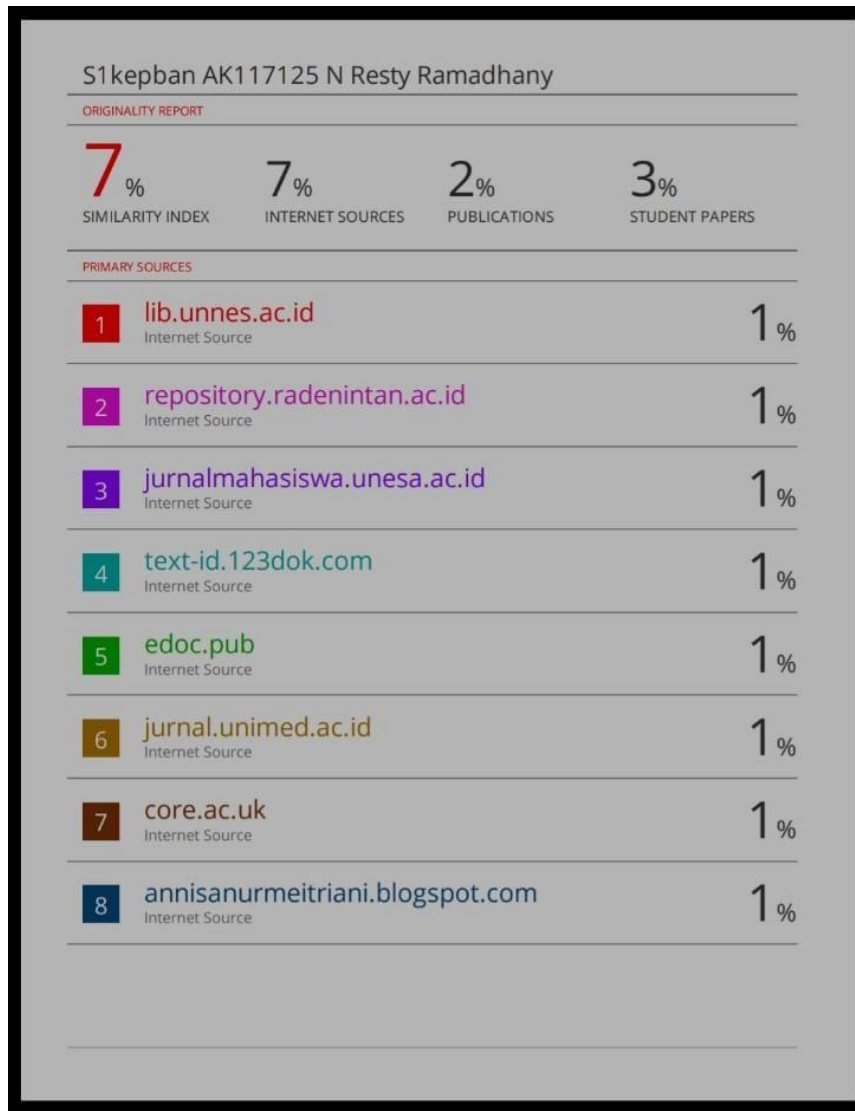 S1kepban AK117125 N Resty Ramadhany
ORIGINALITY REPORT
7% 7% 2% 3%
SIMILARITY INDEX INTERNET SOURCES PUBLICATIONS STUDENT PAPERS
PRIMARY SOURCES
1 lib.unnes.ac.id 1%
Internet Source
2 repository.radenintan.ac.id 1%
Internet Source
3 jurnalmahasiswa.unesa.ac.id 1%
Internet Source
4 text-id.123dok.com 1%
Internet Source
5 edoc.pub 1%
Internet Source
6 jurnal.unimed.ac.id 1%
Internet Source
7 core.ac.uk 1%
Internet Source
8 annisanurmeitriani.blogspot.com 1%
Internet Source